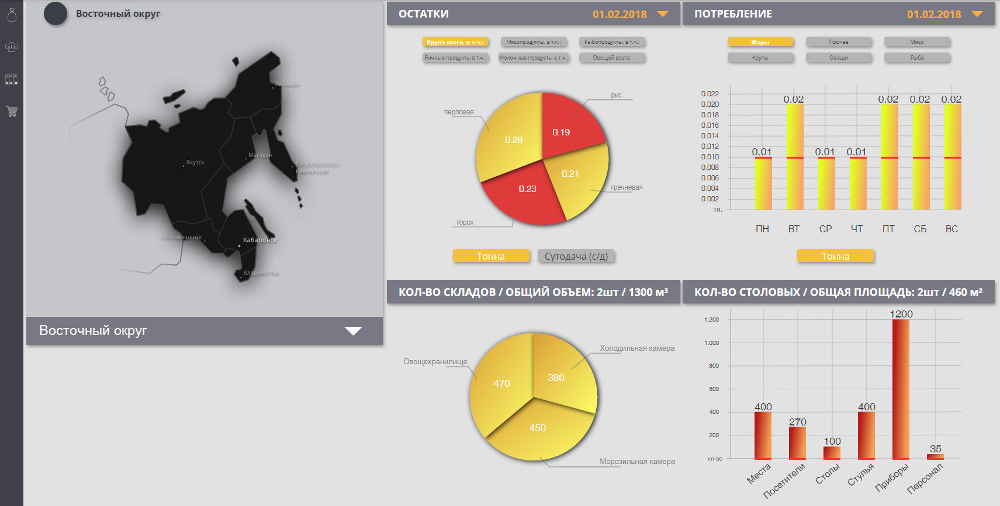 Восточный округ
Анадырь
Якутск
Магадан
Петропавловск-
Камчатский
Благовещенск
Хабаровск
Владивосток
Восточный округ
ОСТАТКИ
01.02.2018
Крупа всего, в т.ч.:
Мясопродукты, в т.ч.:
Рыбопродукты, в т.ч.:
Яичные продукты в т.ч.:
Молочные продукты в т.ч.:
Овощей всего:
рис
перловая
0.19
0.28
0.21
0.23
гречневая
горох
Тонна
Сутодача (с/д)
ПОТРЕБЛЕНИЕ
01.02.2018
Жиры
Прочее
Мясо
Крупы
Овощи
Рыба
0.022
0.020
0.018
0.016
0.014
0.012
0.010
0.008
0.006
0.004
0.002
тн.
0.01
0.02
0.01
0.01
0.02
0.02
0.02
ПН
ВТ
СР
ЧТ
ПТ
СБ
ВС
Тонна
КОЛ-ВО СКЛАДОВ / ОБЩИЙ ОБЪЕМ: 2шт / 1300 м³
Холодильная камера
Овощехранилище
380
470
450
Морозильная камера
КОЛ-ВО СТОЛОВЫХ / ОБЩАЯ ПЛОЩАДЬ: 2шт / 460 м²
1,200
1,000
800
600
400
200
кл-во
400
270
100
400
1200
35
Места
Посетители
Столы
Стулья
Приборы
Персонал